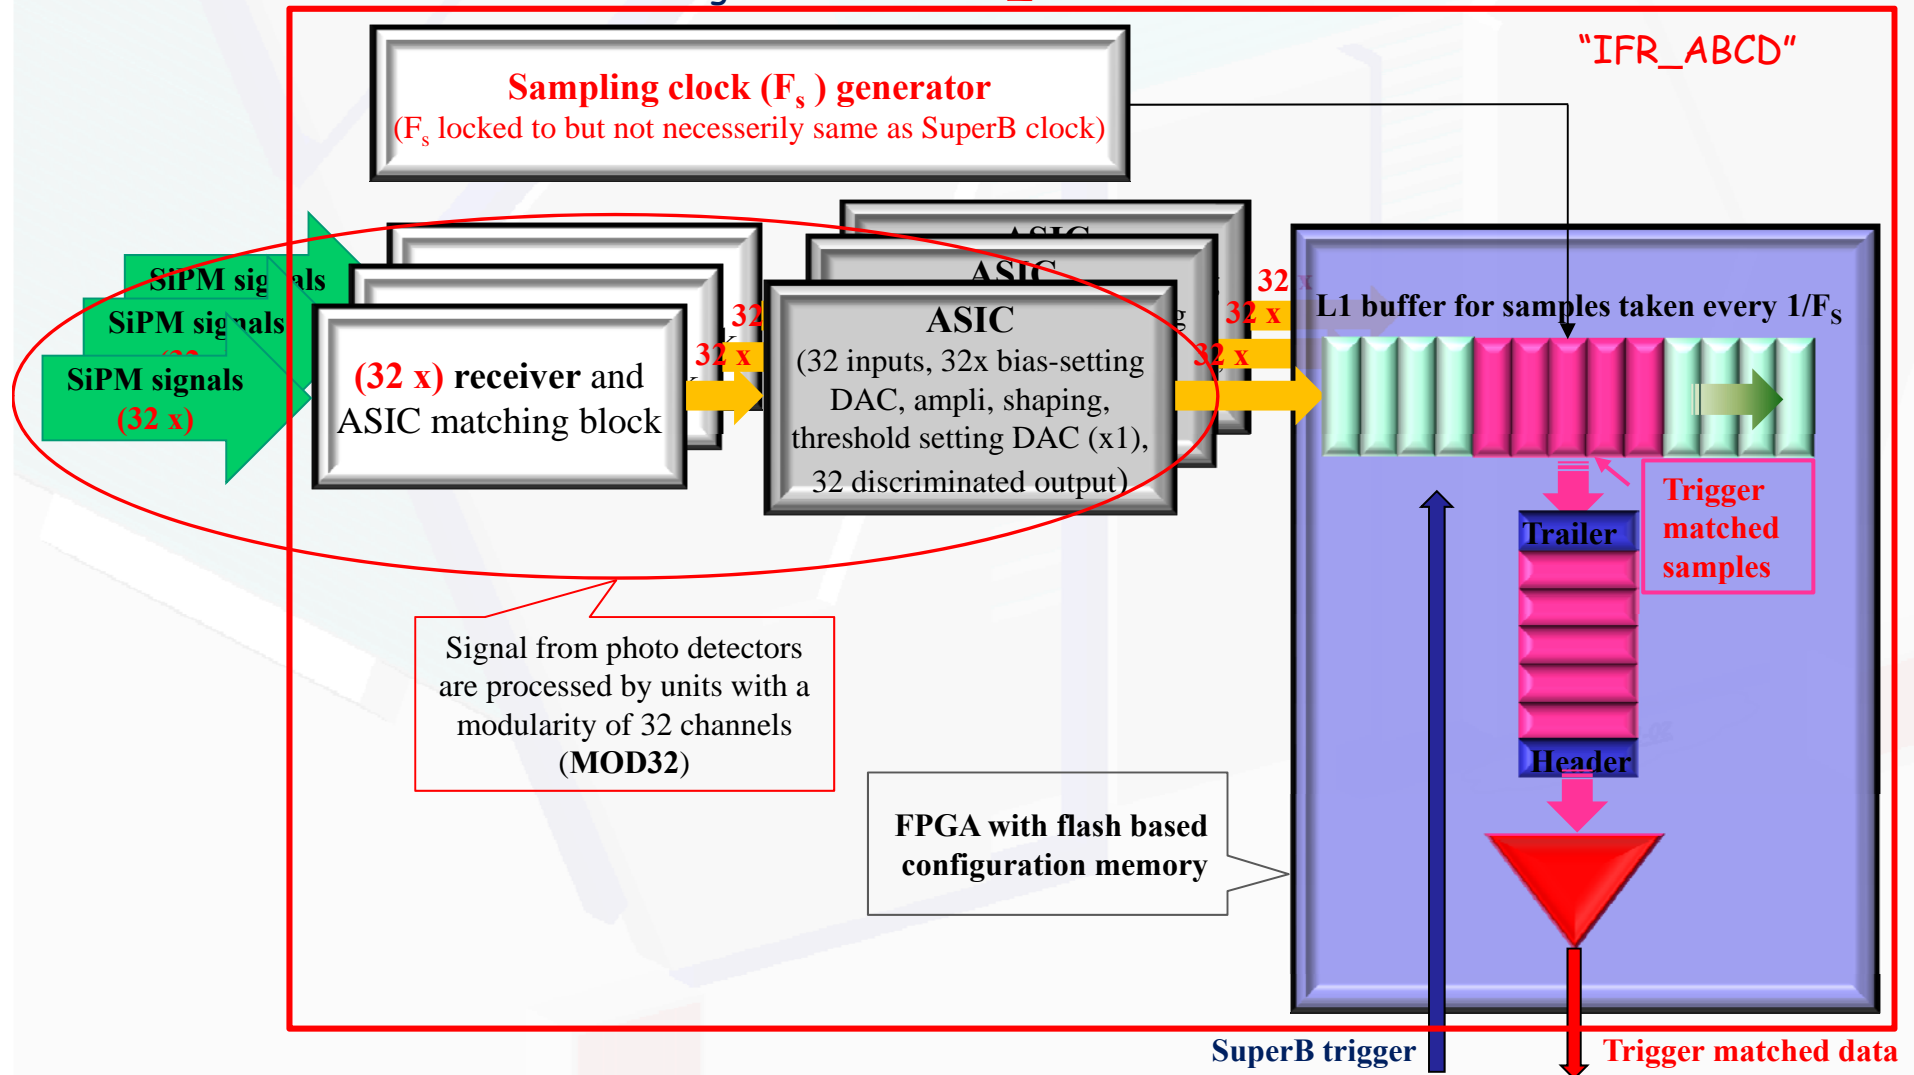 "IFR_ABCD"
Sampling clock (Fs ) generator
(Fs locked to but not necesserily same as SuperB clock)
SiPM signals
SiPM signals
SiPM signals
(32 x)
(32 x) receiver and
ASIC matching block
32
32 x
ASIC
ASIC
ASIC
(32 inputs, 32x bias-setting
DAC, ampli, shaping,
threshold setting DAC (x1),
32 discriminated output)
32 x
32 x
32 x
L1 buffer for samples taken every 1/FS
Trigger
matched
samples
Trailer
Header
Signal from photo detectors
are processed by units with a
modularity of 32 channels
(MOD32)
FPGA with flash based
configuration memory
SuperB trigger
Trigger matched data